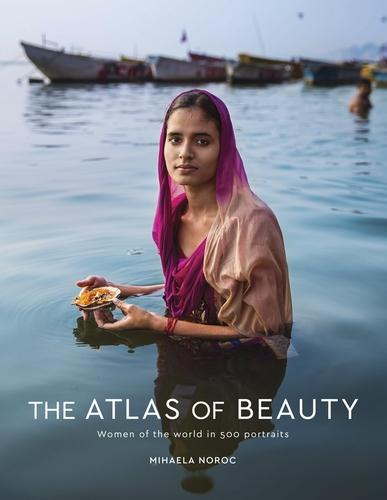 THE ATLAS OF BEAUTY
Women of the world in 500 portraits
MIHAELA NOROC